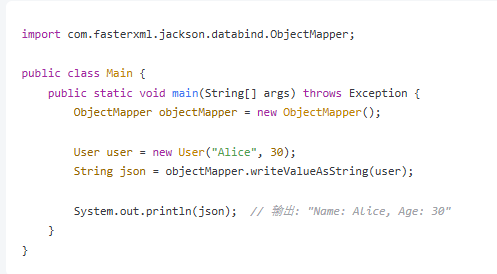 import com.fasterxml.jackson.databind.ObjectMapper;
public class Main {
    public static void main(String[] args) throws Exception {
        ObjectMapper objectMapper = new ObjectMapper();
        User user = new User("Alice", 30);
        String json = objectMapper.writeValueAsString(user);
        System.out.println(json);  // 输出: "Name: Alice, Age: 30"
    }
}